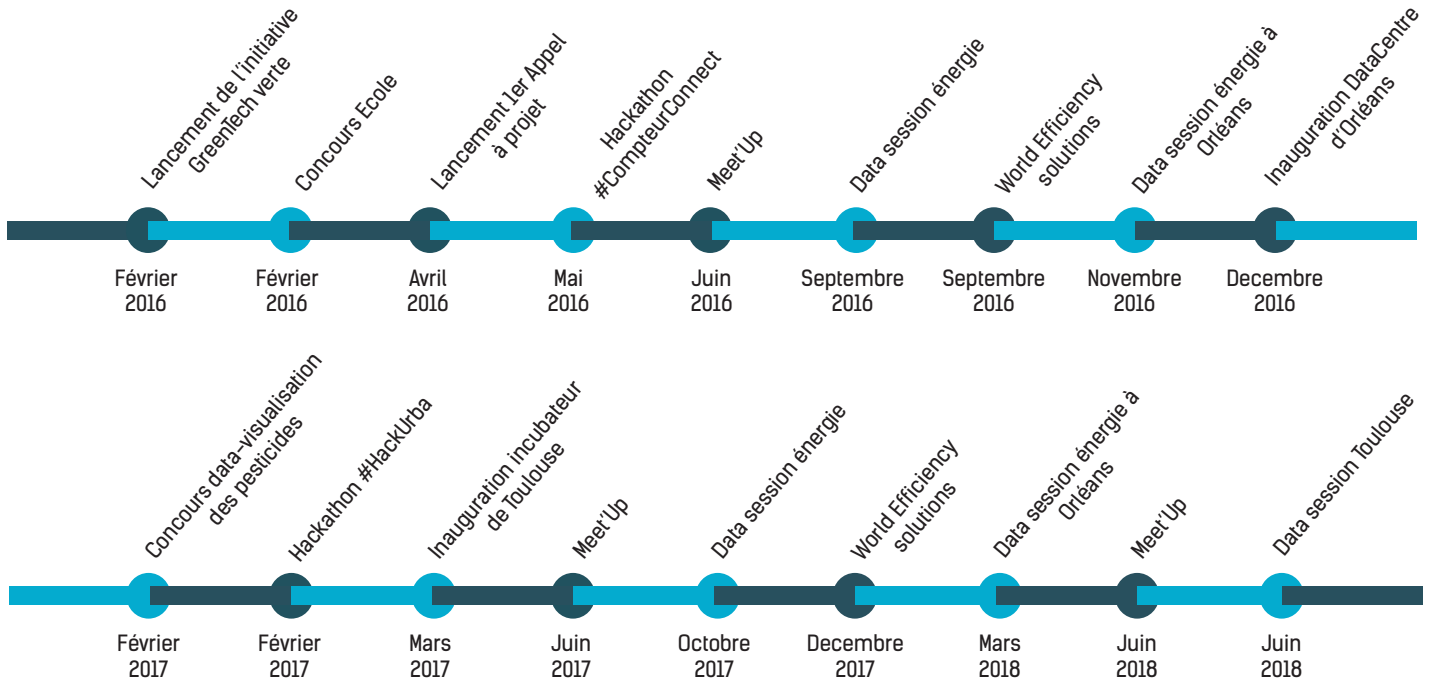 Lancement de l'initiative
GreenTech verte
Concours Ecole
Lancement 1er Appel
à projet
Hackathon
#CompteurConnect
Meet'Up
Data session énergie
World Efficiency
solutions
Data session énergie à
Orléans
Inauguration DataCentre
d'Orléans
Février
2016
Février
2016
Avril
2016
Mai
2016
Juin
2016
Septembre
2016
Septembre
2016
Novembre
2016
Decembre
2016
Concours data-visualisation
des pesticides
Hackathon #HackUrba
Inauguration incubateur
de Toulouse
Meet'Up
Data session énergie
World Efficiency
solutions
Data session énergie à
Orléans
Meet'Up
Data session Toulouse
Février
2017
Février
2017
Mars
2017
Juin
2017
Octobre
2017
Decembre
2017
Mars
2018
Juin
2018
Juin
2018